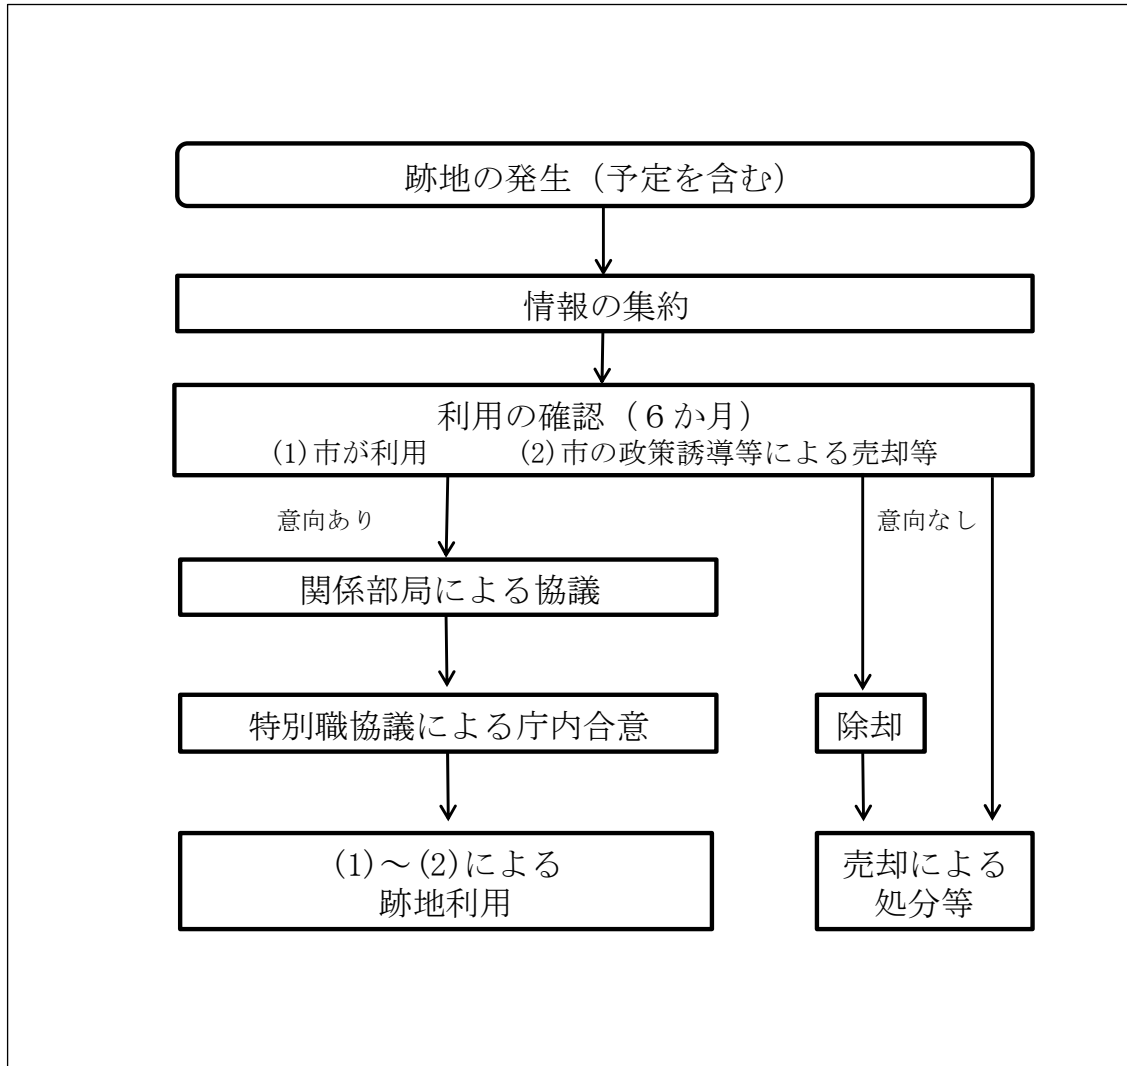 跡地の発生（予定を含む）
情報の集約
利用の確認（６か月）
(1)市が利用　　　(2)市の政策誘導等による売却等
意向あり
意向なし
関係部局による協議
特別職協議による庁内合意
除却
(1)～(2)による
跡地利用
売却による
処分等